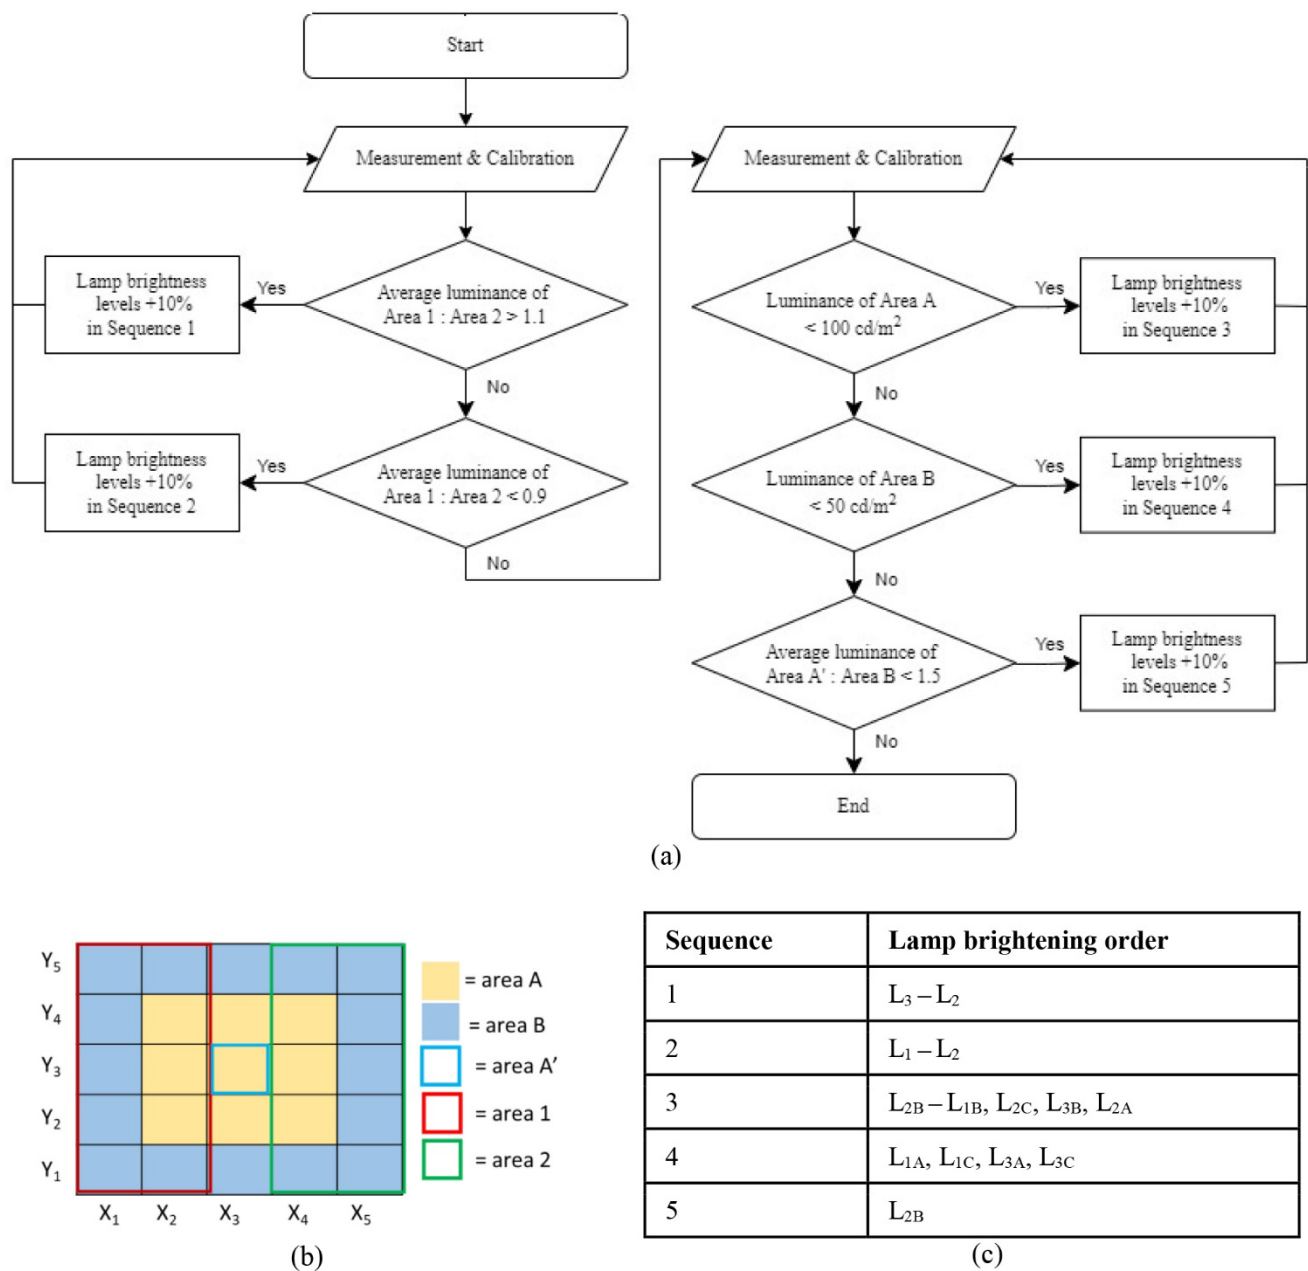 Start
Measurement & Calibration
Average luminance of
Area 1 : Area 2 > 1.1
Yes
Lamp brightness
levels +10%
in Sequence 1
No
Average luminance of
Area 1 : Area 2 < 0.9
Yes
Lamp brightness
levels +10%
in Sequence 2
No
Measurement & Calibration
Luminance of Area A
< 100 cd/m²
Yes
Lamp brightness
levels +10%
in Sequence 3
No
Luminance of Area B
< 50 cd/m²
Yes
Lamp brightness
levels +10%
in Sequence 4
No
Average luminance of
Area A' : Area B < 1.5
Yes
Lamp brightness
levels +10%
in Sequence 5
No
End
(a)
Y₅
Y₄
Y₃
Y₂
Y₁
X₁ X₂ X₃ X₄ X₅
= area A
= area B
= area A'
= area 1
= area 2
(b)
Sequence Lamp brightening order
1 L₃ – L₂
2 L₁ – L₂
3 L2B – L1B, L2C, L3B, L2A
4 L1A, L1C, L3A, L3C
5 L2B
(c)